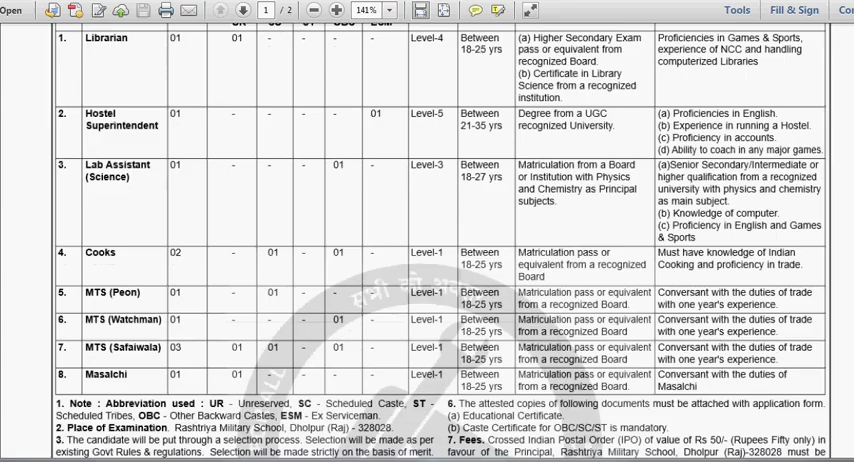 Open 1 / 2 141% Tools Fill & Sign
1. Librarian 01 01 - - - - Level-4 Between 18-25 yrs (a) Higher Secondary Exam pass or equivalent from recognized Board. (b) Certificate in Library Science from a recognized institution. Proficiencies in Games & Sports, experience of NCC and handling computerized Libraries
2. Hostel Superintendent 01 - - - - 01 Level-5 Between 21-35 yrs Degree from a UGC recognized University. (a) Proficiencies in English. (b) Experience in running a Hostel. (c) Proficiency in accounts. (d) Ability to coach in any major games.
3. Lab Assistant (Science) 01 - - - 01 - Level-3 Between 18-27 yrs Matriculation from a Board or Institution with Physics and Chemistry as Principal subjects. (a)Senior Secondary/Intermediate or higher qualification from a recognized university with physics and chemistry as main subject. (b) Knowledge of computer. (c) Proficiency in English and Games & Sports
4. Cooks 02 - 01 - 01 - Level-1 Between 18-25 yrs Matriculation pass or equivalent from a recognized Board Must have knowledge of Indian Cooking and proficiency in trade.
5. MTS (Peon) 01 - 01 - - - Level-1 Between 18-25 yrs Matriculation pass or equivalent from a recognized Board. Conversant with the duties of trade with one year's experience.
6. MTS (Watchman) 01 - - - 01 - Level-1 Between 18-25 yrs Matriculation pass or equivalent from a recognized Board. Conversant with the duties of trade with one year's experience.
7. MTS (Safaiwala) 03 01 01 - 01 - Level-1 Between 18-25 yrs Matriculation pass or equivalent from a recognized Board Conversant with the duties of trade with one year's experience.
8. Masalchi 01 01 - - - - Level-1 Between 18-25 yrs Matriculation pass or equivalent from a recognized Board. Conversant with the duties of Masalchi
1. Note : Abbreviation used : UR - Unreserved, SC - Scheduled Caste, ST -
Scheduled Tribes, OBC - Other Backward Castes, ESM - Ex Serviceman.
2. Place of Examination. Rashtriya Military School, Dholpur (Raj) - 328028.
3. The candidate will be put through a selection process. Selection will be made as per
existing Govt Rules & regulations. Selection will be made strictly on the basis of merit.
6. The attested copies of following documents must be attached with application form.
(a) Educational Certificate.
(b) Caste Certificate for OBC/SC/ST is mandatory.
7. Fees. Crossed Indian Postal Order (IPO) of value of Rs 50/- (Rupees Fifty only) in
favour of the Principal, Rashtriya Military School, Dholpur (Raj)-328028 must be